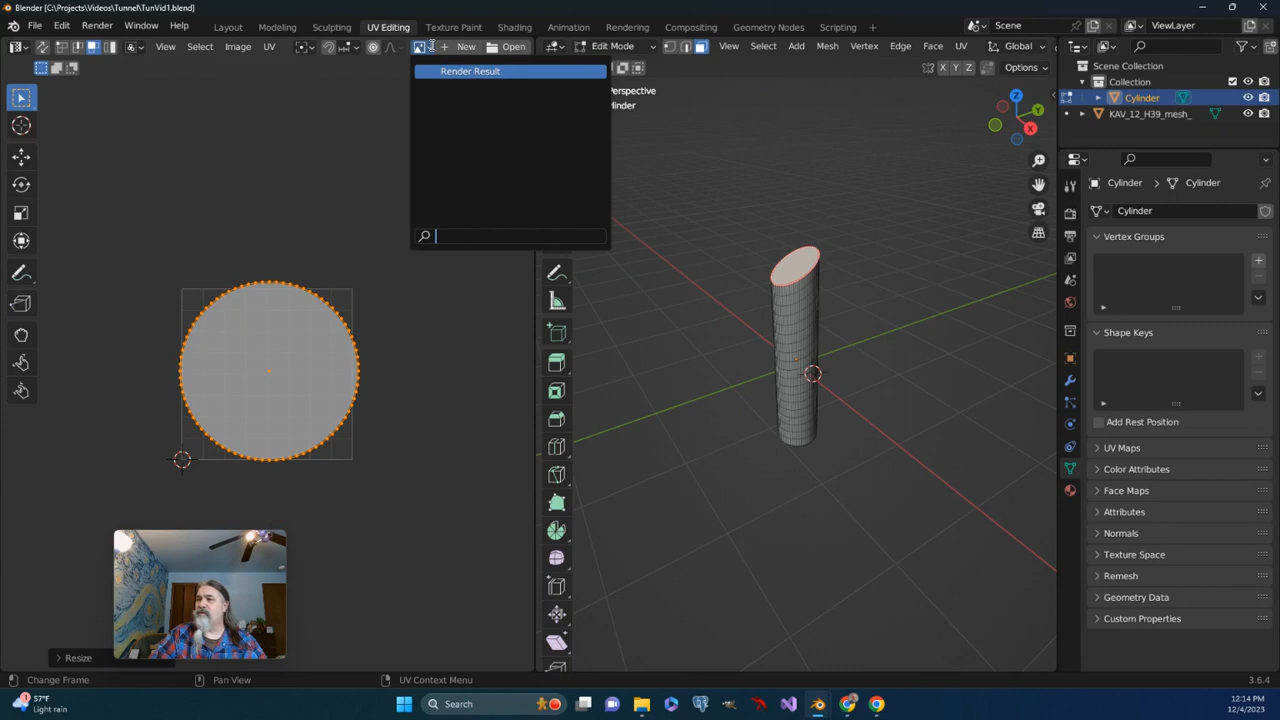 Blender [C:\Projects\Videos\Tunnel\TunVid1.blend]
File Edit Render Window Help
Layout Modeling Sculpting UV Editing Texture Paint Shading Animation Rendering Compositing Geometry Nodes Scripting
Scene
ViewLayer
View Select Image UV
New
Open
Edit Mode
View Select Add Mesh Vertex Edge Face UV
Global
X Y Z
Options
Render Result
Perspective
Z
Y
X
Scene Collection
Collection
Cylinder
KAV_12_H39_mesh_
Cylinder
Cylinder
Cylinder
Vertex Groups
Shape Keys
Add Rest Position
UV Maps
Color Attributes
Face Maps
Attributes
Normals
Texture Space
Remesh
Geometry Data
Custom Properties
Resize
Change Frame
Pan View
UV Context Menu
3.6.4
1
57°F
Light rain
Search
12:14 PM
12/4/2023